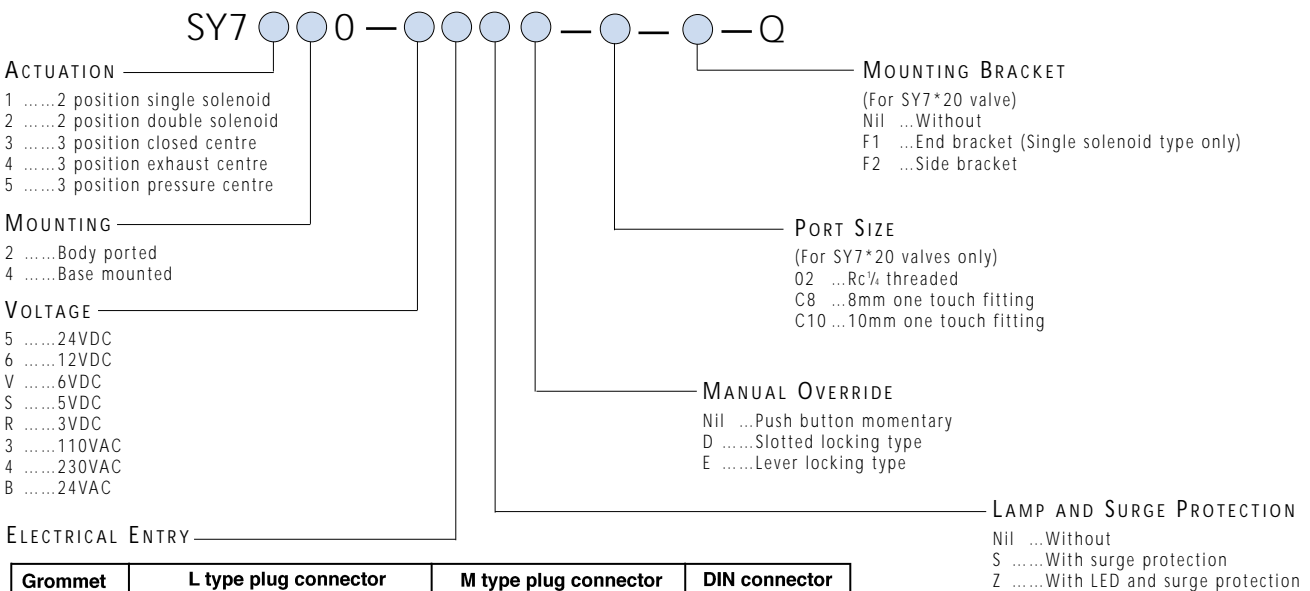 SY7 0 — — — — Q
ACTUATION
1 ……2 position single solenoid
2 ……2 position double solenoid
3 ……3 position closed centre
4 ……3 position exhaust centre
5 ……3 position pressure centre
MOUNTING
2 ……Body ported
4 ……Base mounted
VOLTAGE
5 ……24VDC
6 ……12VDC
V ……6VDC
S ……5VDC
R ……3VDC
3 ……110VAC
4 ……230VAC
B ……24VAC
ELECTRICAL ENTRY
Grommet L type plug connector M type plug connector DIN connector
MOUNTING BRACKET
(For SY7*20 valve)
Nil …Without
F1 …End bracket (Single solenoid type only)
F2 …Side bracket
PORT SIZE
(For SY7*20 valves only)
02 …Rc¼ threaded
C8 …8mm one touch fitting
C10 …10mm one touch fitting
MANUAL OVERRIDE
Nil …Push button momentary
D ……Slotted locking type
E ……Lever locking type
LAMP AND SURGE PROTECTION
Nil …Without
S ……With surge protection
Z ……With LED and surge protection